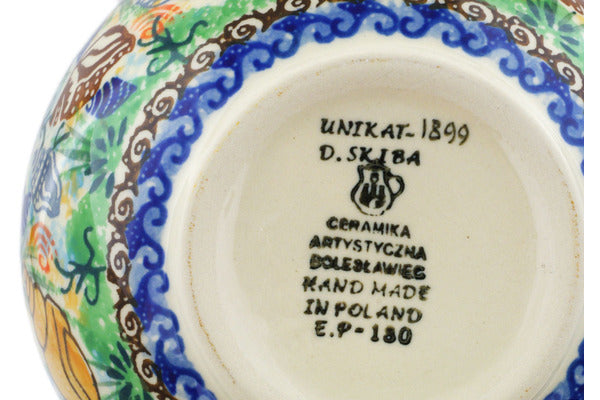 UNIKAT-1899
D. SKIBA
CERAMIKA
ARTYSTYCZNA
BOLESŁAWIEC
HAND MADE
IN POLAND
E.P-180